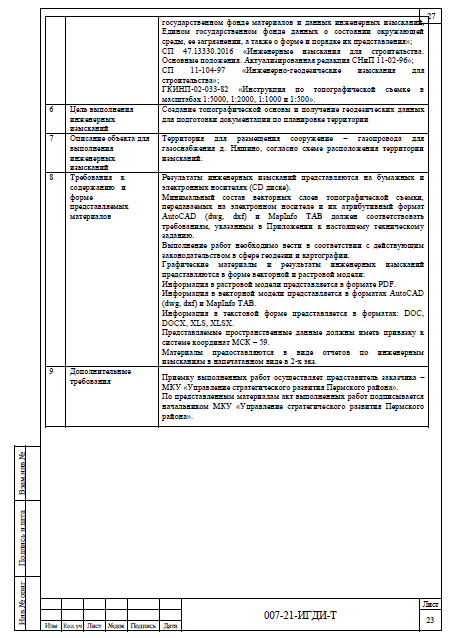 27
государственном фонде материалов и данных инженерных изысканий,
Едином государственном фонде данных о состоянии окружающей
среды, ее загрязнении, а также о форме и порядке их представления»;
СП 47.13330.2016 «Инженерные изыскания для строительства.
Основные положения. Актуализированная редакция СНиП 11-02-96»;
СП 11-104-97 «Инженерно-геодезические изыскания для
строительства»;
ГКИНП-02-033-82 «Инструкция по топографической съемке в
масштабах 1:5000, 1:2000, 1:1000 и 1:500».
6 Цель выполнения Создание топографической основы и получение геодезических данных
инженерных для подготовки документации по планировке территории
изысканий
7 Описание объекта для Территория для размещения сооружение – газопровода для
выполнения газоснабжения д. Няшино, согласно схеме расположения территории
инженерных изысканий.
изысканий
8 Требования к Результаты инженерных изысканий представляются на бумажных и
содержанию и электронных носителях (CD диске).
форме Минимальный состав векторных слоев топографической съемки,
представляемых передаваемых на электронном носителе и их атрибутивный формат
материалов AutoCAD (dwg, dxf) и MapInfo TAB должен соответствовать
требованиям, указанным в Приложении к настоящему техническому
заданию.
Выполнение работ необходимо вести в соответствии с действующим
законодательством в сфере геодезии и картографии.
Графические материалы и результаты инженерных изысканий
представляются в форме векторной и растровой модели:
Информация в растровой модели представляется в формате PDF.
Информация в векторной модели представляется в форматах AutoCAD
(dwg, dxf) и MapInfo TAB.
Информация в текстовой форме представляется в форматах: DOC,
DOCX, XLS, XLSX.
Представляемые пространственные данные должны иметь привязку к
системе координат МСК – 59.
Материалы предоставляются в виде отчетов по инженерным
изысканиям в напечатанном виде в 2-х экз.
9 Дополнительные
требования Приемку выполненных работ осуществляет представитель заказчика –
МКУ «Управление стратегического развития Пермского района».
По представленным материалам акт выполненных работ подписывается
начальником МКУ «Управление стратегического развития Пермского
района».
Взам инв №
Подпись и дата
Инв № ориг
Изм Кол.уч Лист №док Подпись Дата
007-21-ИГДИ-Т
Лист
23